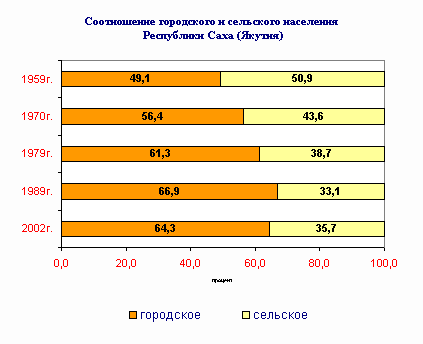 Соотношение городского и сельского населения
Республики Саха (Якутия)
1959г. 49,1 50,9
1970г. 56,4 43,6
1979г. 61,3 38,7
1989г. 66,9 33,1
2002г. 64,3 35,7
0,0 20,0 40,0 60,0 80,0 100,0
процент
городское сельское